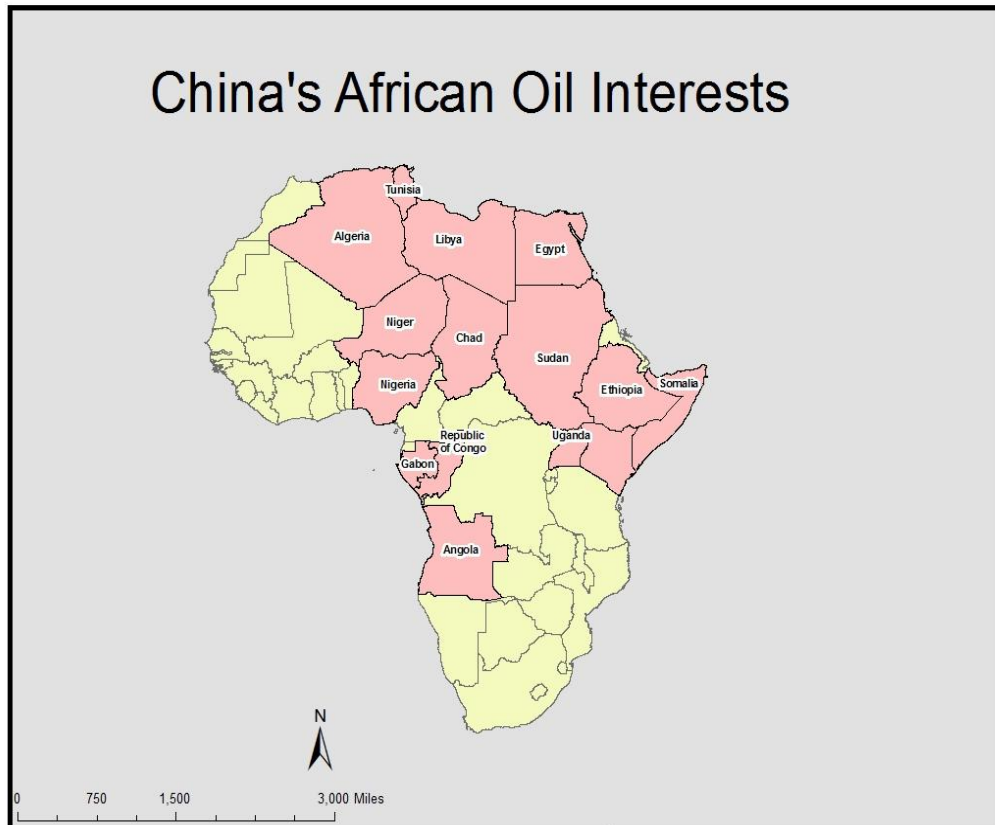 China's African Oil Interests
Tunisia
Algeria
Libya
Egypt
Niger
Chad
Sudan
Nigeria
Ethiopia
Somalia
Republic
of Congo
Uganda
Gabon
Angola
N
0 750 1,500 3,000 Miles